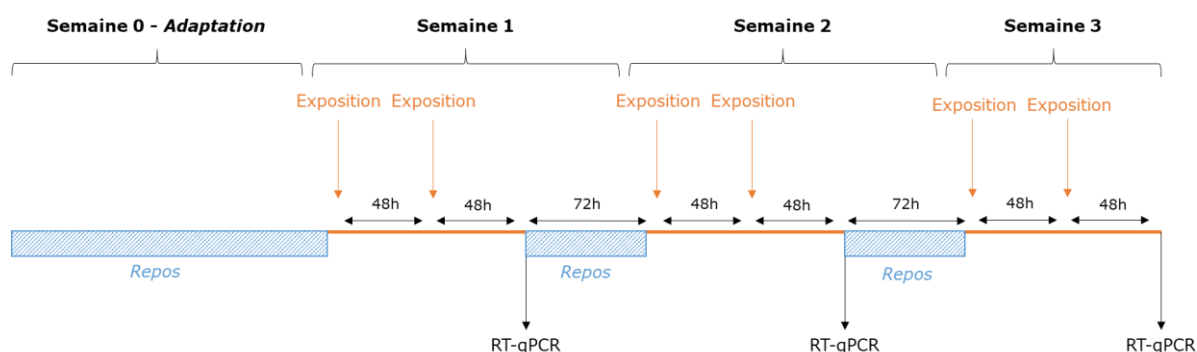 Semaine 0 - Adaptation
Semaine 1
Semaine 2
Semaine 3
Exposition
Exposition
Exposition
Exposition
Exposition
Exposition
48h
48h
72h
48h
48h
72h
48h
48h
Repos
Repos
Repos
RT-qPCR
RT-qPCR
RT-qPCR